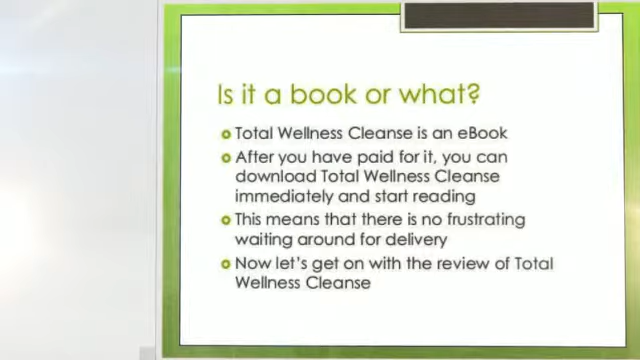 Is it a book or what?
Total Wellness Cleanse is an eBook
After you have paid for it, you can
download Total Wellness Cleanse
immediately and start reading
This means that there is no frustrating
waiting around for delivery
Now let's get on with the review of Total
Wellness Cleanse